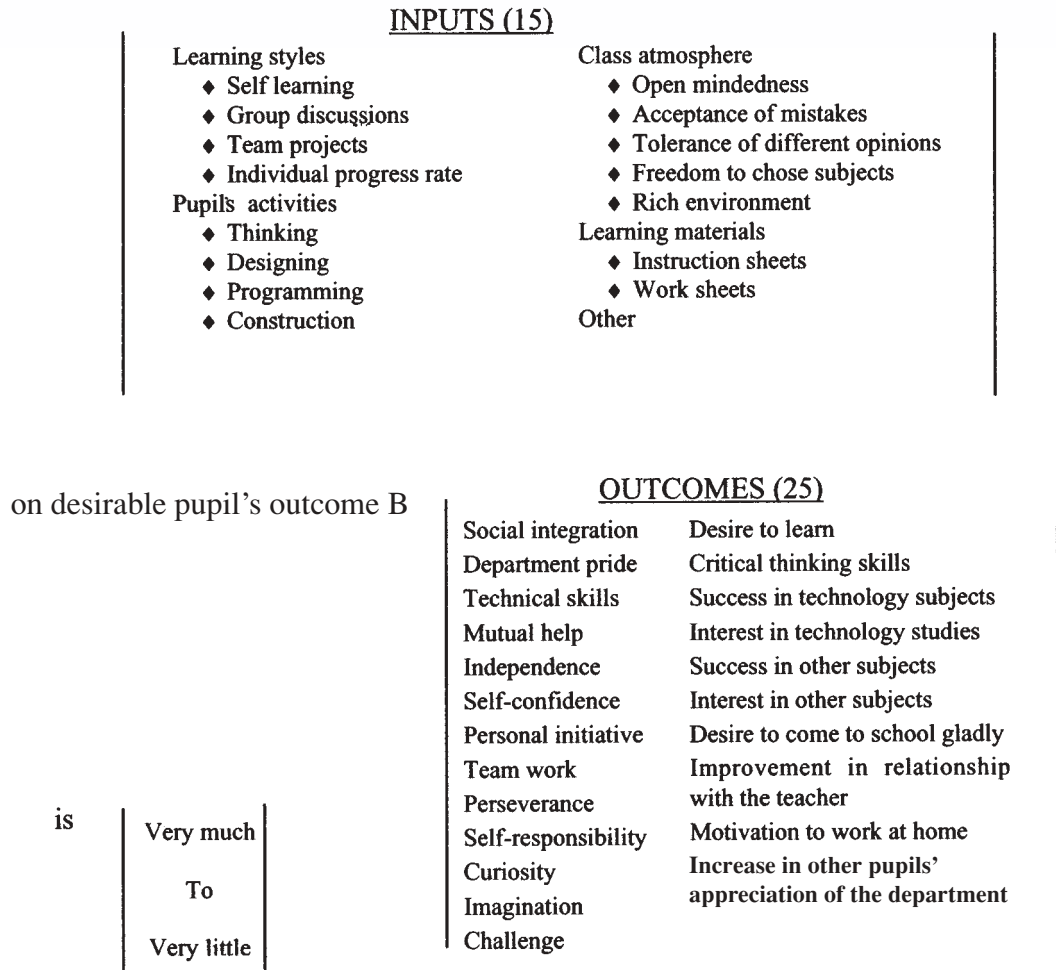 INPUTS (15)
Learning styles
♦ Self learning
♦ Group discussions
♦ Team projects
♦ Individual progress rate
Pupil's activities
♦ Thinking
♦ Designing
♦ Programming
♦ Construction
Class atmosphere
♦ Open mindedness
♦ Acceptance of mistakes
♦ Tolerance of different opinions
♦ Freedom to chose subjects
♦ Rich environment
Learning materials
♦ Instruction sheets
♦ Work sheets
Other
on desirable pupil's outcome B
OUTCOMES (25)
Social integration
Department pride
Technical skills
Mutual help
Independence
Self-confidence
Personal initiative
Team work
Perseverance
Self-responsibility
Curiosity
Imagination
Challenge
Desire to learn
Critical thinking skills
Success in technology subjects
Interest in technology studies
Success in other subjects
Interest in other subjects
Desire to come to school gladly
Improvement in relationship
with the teacher
Motivation to work at home
Increase in other pupils'
appreciation of the department
is
Very much
To
Very little